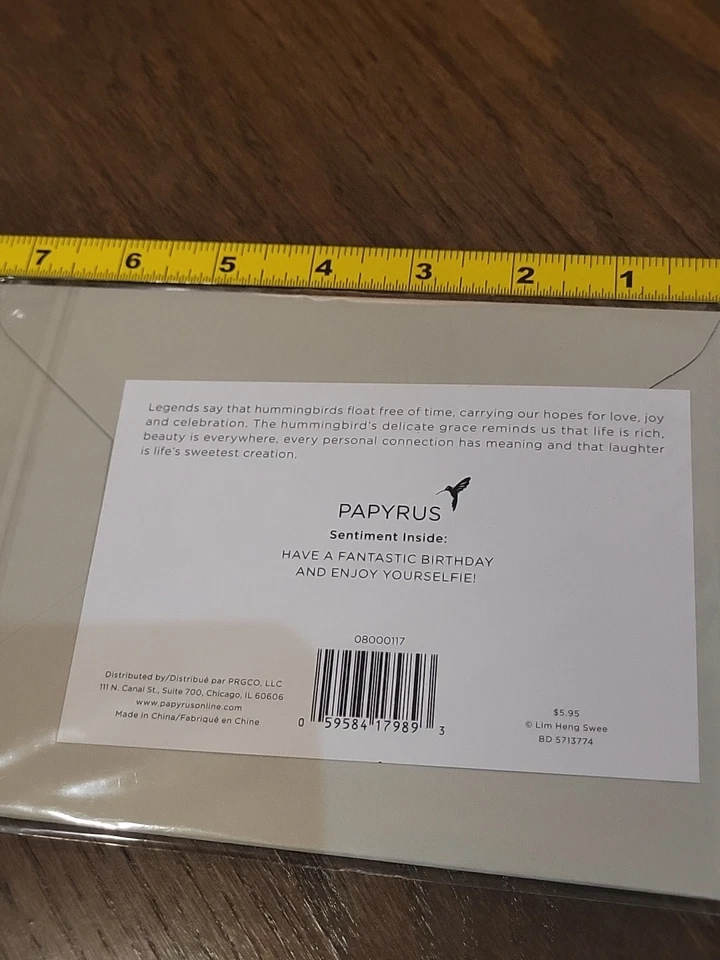 7 6 5 4 3 2 1
Legends say that hummingbirds float free of time, carrying our hopes for love, joy
and celebration. The hummingbird's delicate grace reminds us that life is rich,
beauty is everywhere, every personal connection has meaning and that laughter
is life's sweetest creation.
PAPYRUS
Sentiment Inside:
HAVE A FANTASTIC BIRTHDAY
AND ENJOY YOURSELFIE!
08000117
0 59584 17989 3
Distributed by/Distribué par PRGCO, LLC
111 N. Canal St., Suite 700, Chicago, IL 60606
www.papyrusonline.com
Made in China/Fabriqué en Chine
$5.95
© Lim Heng Swee
BD 5713774